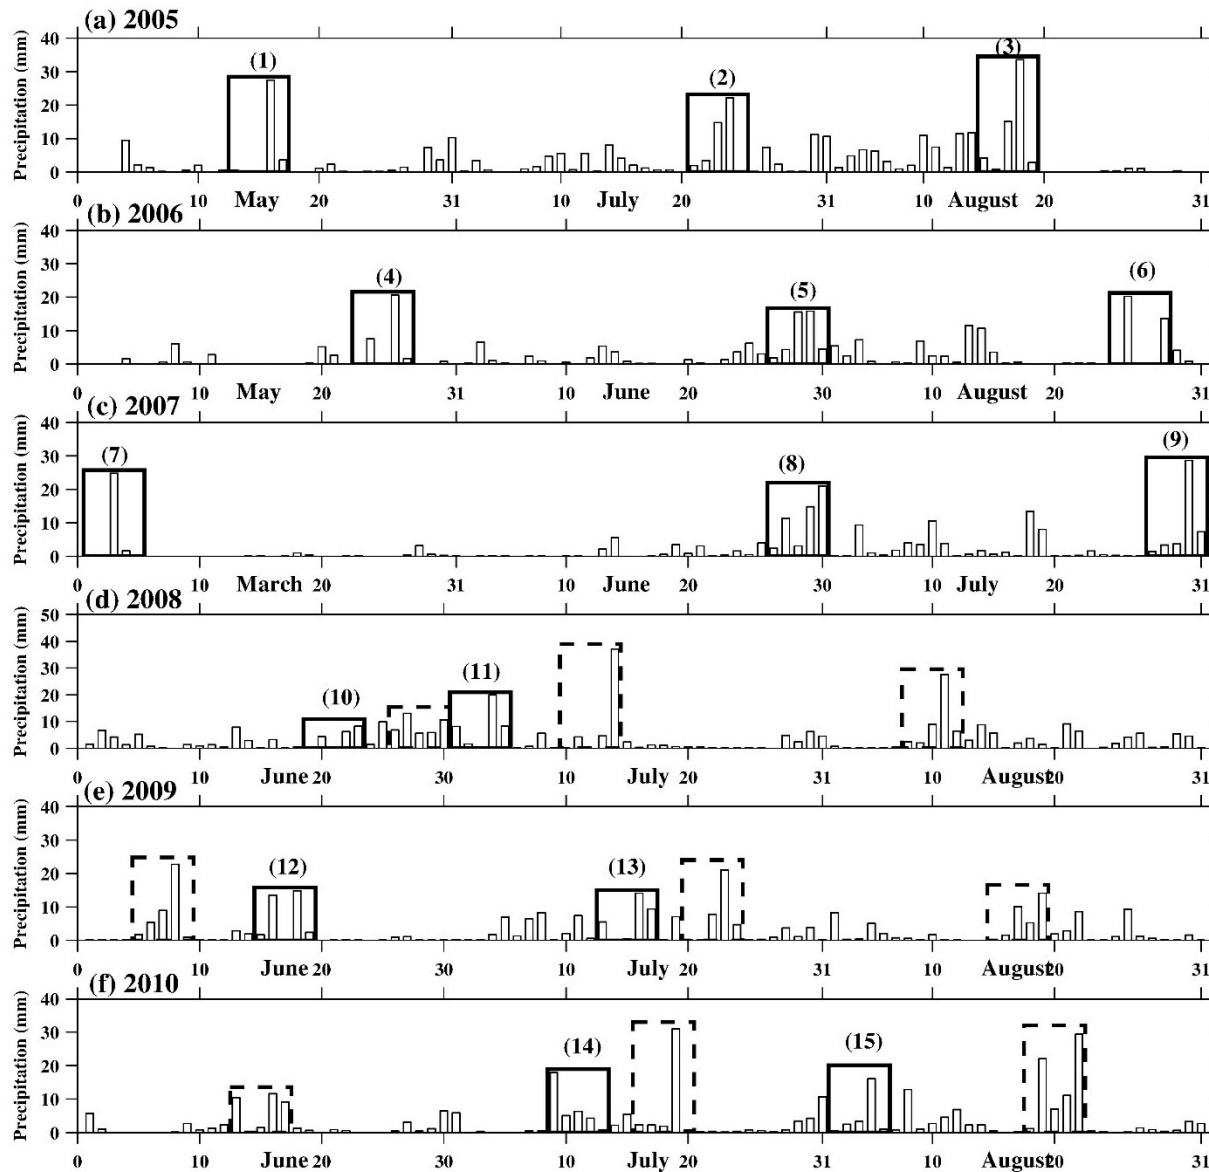 (a) 2005
Precipitation (mm)
40
30
20
10
0
(1)
(2)
(3)
0 10 May 20 31 10 July 20 31 10 August 20 31
(b) 2006
Precipitation (mm)
40
30
20
10
0
(4)
(5)
(6)
0 10 May 20 31 10 June 20 30 10 August 20 31
(c) 2007
Precipitation (mm)
40
30
20
10
0
(7)
(8)
(9)
0 10 March 20 31 10 June 20 30 10 July 20 31
(d) 2008
Precipitation (mm)
50
40
30
20
10
0
(10)
(11)
0 10 June 20 30 10 July 20 31 10 August 20 31
(e) 2009
Precipitation (mm)
40
30
20
10
0
(12)
(13)
0 10 June 20 30 10 July 20 31 10 August 20 31
(f) 2010
Precipitation (mm)
40
30
20
10
0
(14)
(15)
0 10 June 20 30 10 July 20 31 10 August 20 31